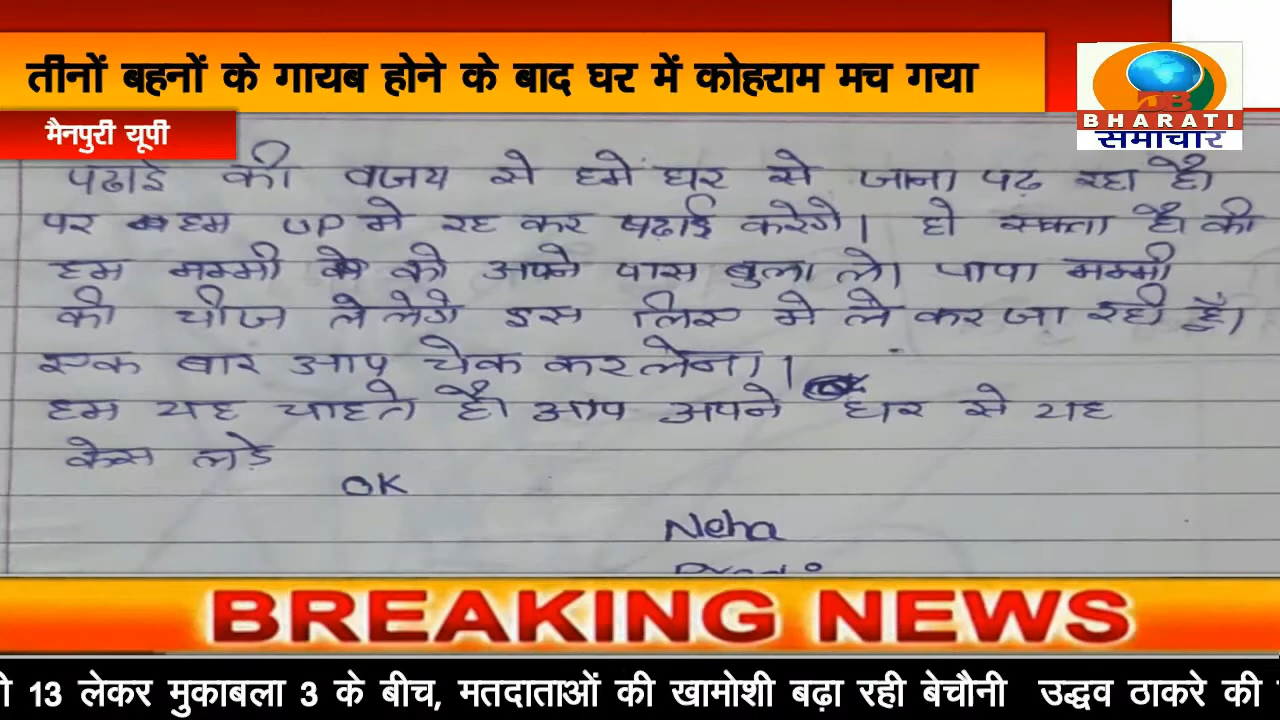 तीनों बहनों के गायब होने के बाद घर में कोहराम मच गया
मैनपुरी यूपी
BHARATI
समाचार
पढाई की वजय से हमें घर से जाना पढ़ रहा है।
पर हम UP मे रह कर पढ़ाई करेगे। हो सकता है। की
हम मम्मी को अपने पास बुला ले। पापा मम्मी
की चीज ले लेगे इस लिए मे ले कर जा रही हूँ।
एक बार आप चेक कर लेना।
हम यह चाहते है। आप अपने घर से यह
केस लड़े
OK
Neha
BREAKING NEWS
13 लेकर मुकाबला 3 के बीच, मतदाताओं की खामोशी बढ़ा रही बेचौनी उद्धव ठाकरे की